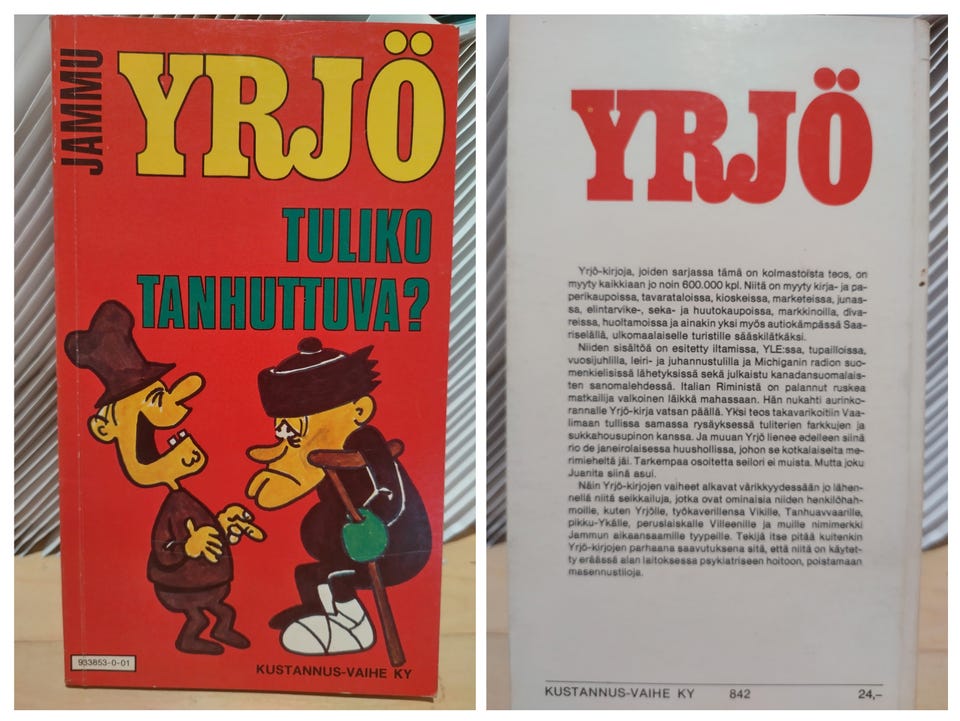 JAMMU
YRJÖ
TULIKO
TANHUTTUVA?
933853-0-01
KUSTANNUS-VAIHE KY
YRJÖ
Yrjö-kirjoja, joiden sarjassa tämä on kolmastoista teos, on
myyty kaikkiaan jo noin 600.000 kpl. Niitä on myyty kirja- ja pa-
perikaupoissa, tavarataloissa, kioskeissa, marketeissa, junas-
sa, elintarvike-, seka- ja huutokaupoissa, markkinoilla, diva-
reissa, huoltamoissa ja ainakin yksi myös autiokämpässä Saa-
riselällä, ulkomaalaiselle turistille sääskilätkäksi.
Niiden sisältöä on esitetty iltamissa, YLE:ssa, tupailloissa,
vuosijuhlilla, leiri- ja juhannustulilla ja Michiganin radion suo-
menkielisissä lähetyksissä sekä julkaistu kanadansuomalais-
ten sanomalehdessä. Italian Riministä on palannut ruskea
matkailija valkoinen läikkä mahassaan. Hän nukahti aurinko-
rannalle Yrjö-kirja vatsan päällä. Yksi teos takavarikoitiin Vaa-
limaan tullissa samassa rysäyksessä tuliterien farkkujen ja
sukkahousupinon kanssa. Ja muuan Yrjö lienee edelleen siinä
rio de janeirolaisessa huushollissa, johon se kotkalaiselta me-
rimieheltä jäi. Tarkempaa osoitetta seilori ei muista. Mutta joku
Juanita siinä asui.
Näin Yrjö-kirjojen vaiheet alkavat värikkyydessään jo lähen-
nellä niitä seikkailuja, jotka ovat ominaisia niiden henkilöhah-
moille, kuten Yrjölle, työkaverillensa Vikille, Tanhuavvaarille,
pikku-Ykälle, peruslaiskalle Villeenille ja muille nimimerkki
Jammun aikaansaamille tyypeille. Tekijä itse pitää kuitenkin
Yrjö-kirjojen parhaana saavutuksena sitä, että niitä on käytet-
ty eräässä alan laitoksessa psykiatriseen hoitoon, poistamaan
masennustiloja.
KUSTANNUS-VAIHE KY 842 24,-